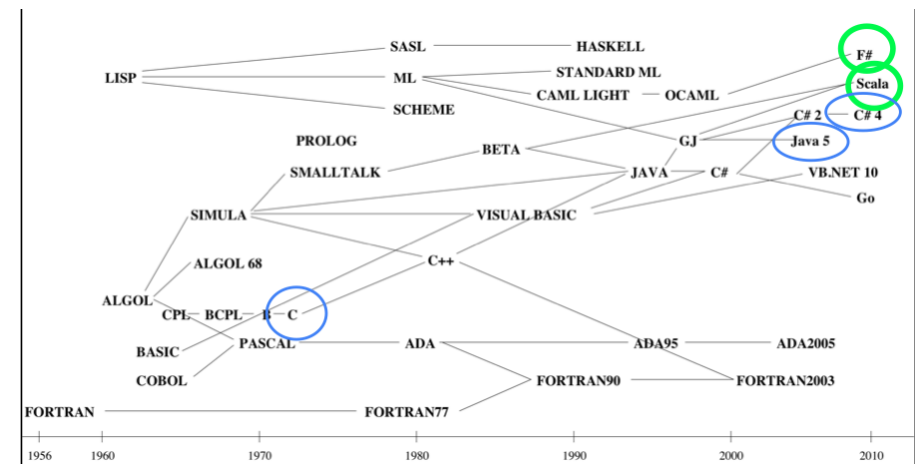 SASL HASKELL F#
LISP ML STANDARD ML Scala
CAML LIGHT OCAML
SCHEME C# 2 C# 4
PROLOG BETA GJ Java 5
SMALLTALK JAVA C# VB.NET 10
Go
SIMULA VISUAL BASIC
ALGOL 68 C++
ALGOL
CPL BCPL B C
BASIC PASCAL ADA ADA95 ADA2005
COBOL FORTRAN90 FORTRAN2003
FORTRAN FORTRAN77
1956 1960 1970 1980 1990 2000 2010